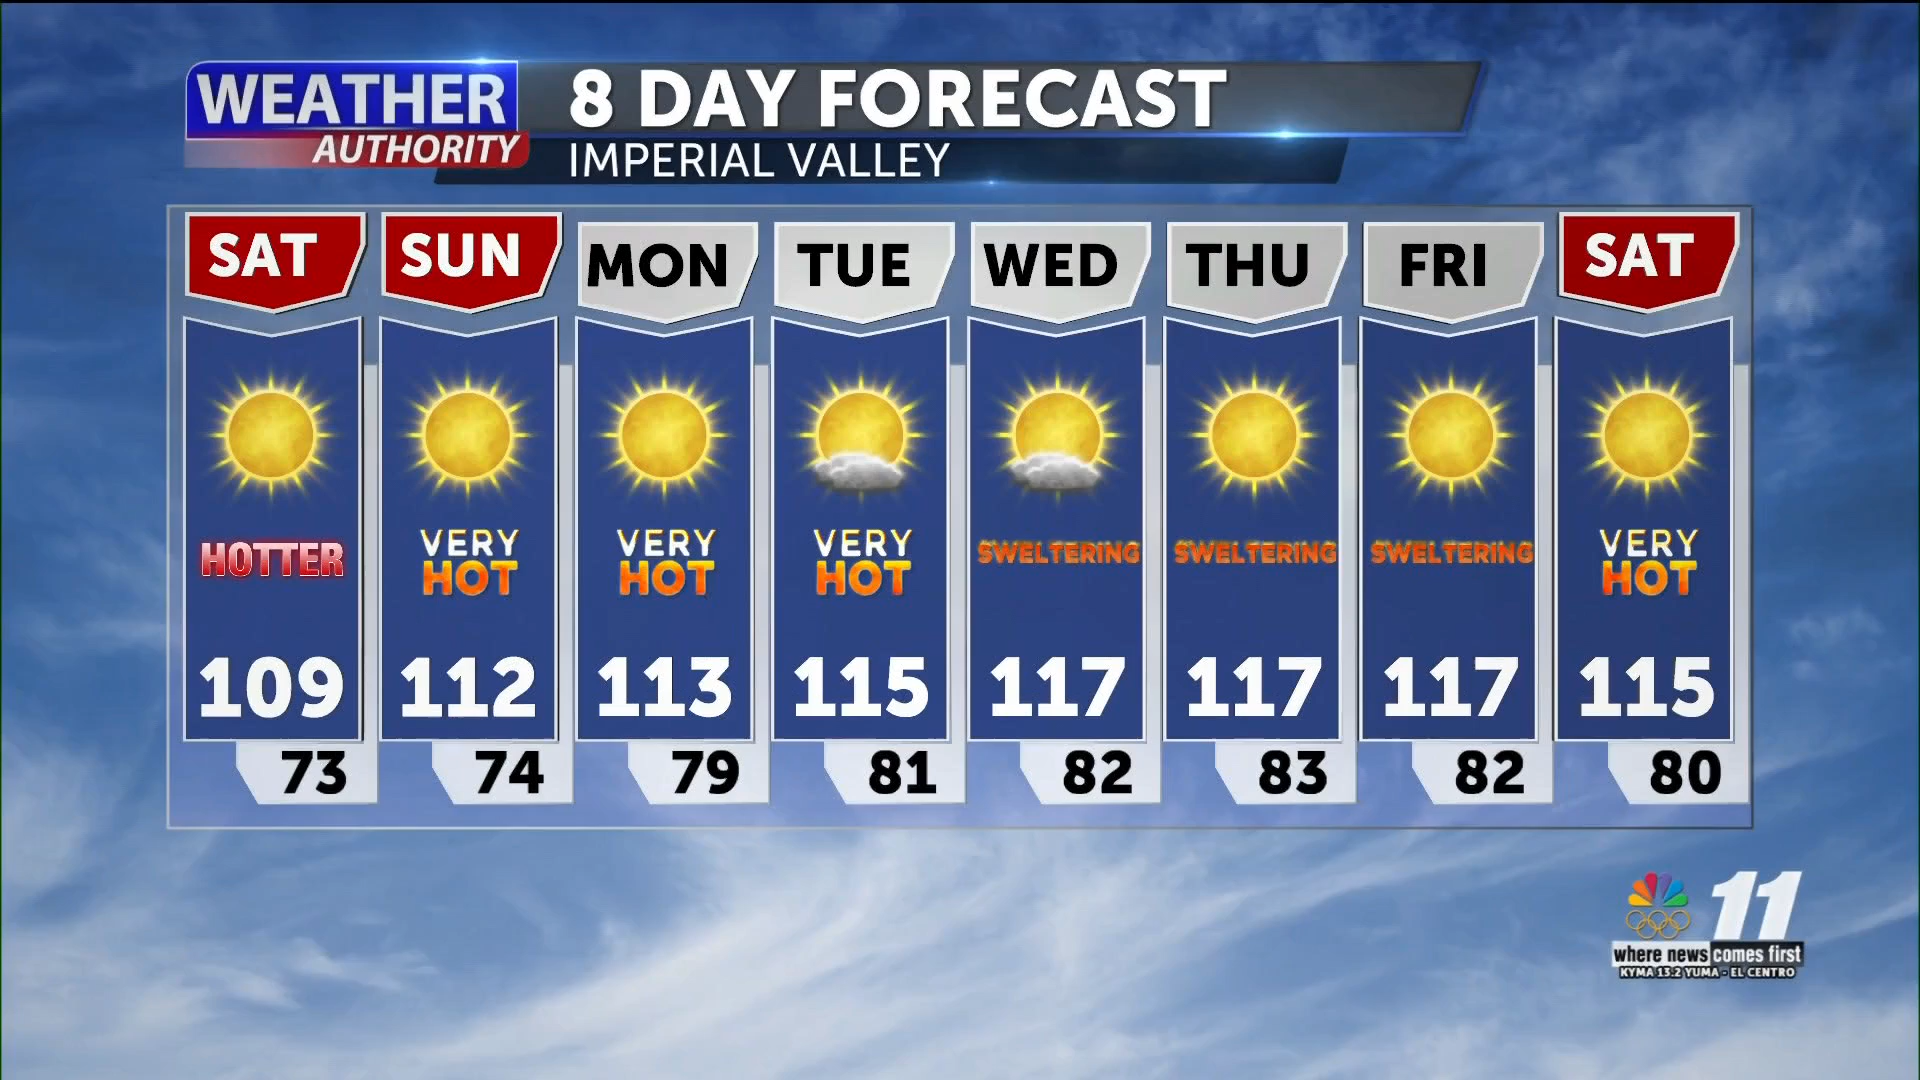 WEATHER
AUTHORITY
8 DAY FORECAST
IMPERIAL VALLEY
SAT SUN MON TUE WED THU FRI SAT
HOTTER VERY HOT VERY HOT VERY HOT SWELTERING SWELTERING SWELTERING VERY HOT
109 112 113 115 117 117 117 115
73 74 79 81 82 83 82 80
11
where news comes first
KYMA 13.2 YUMA - EL CENTRO